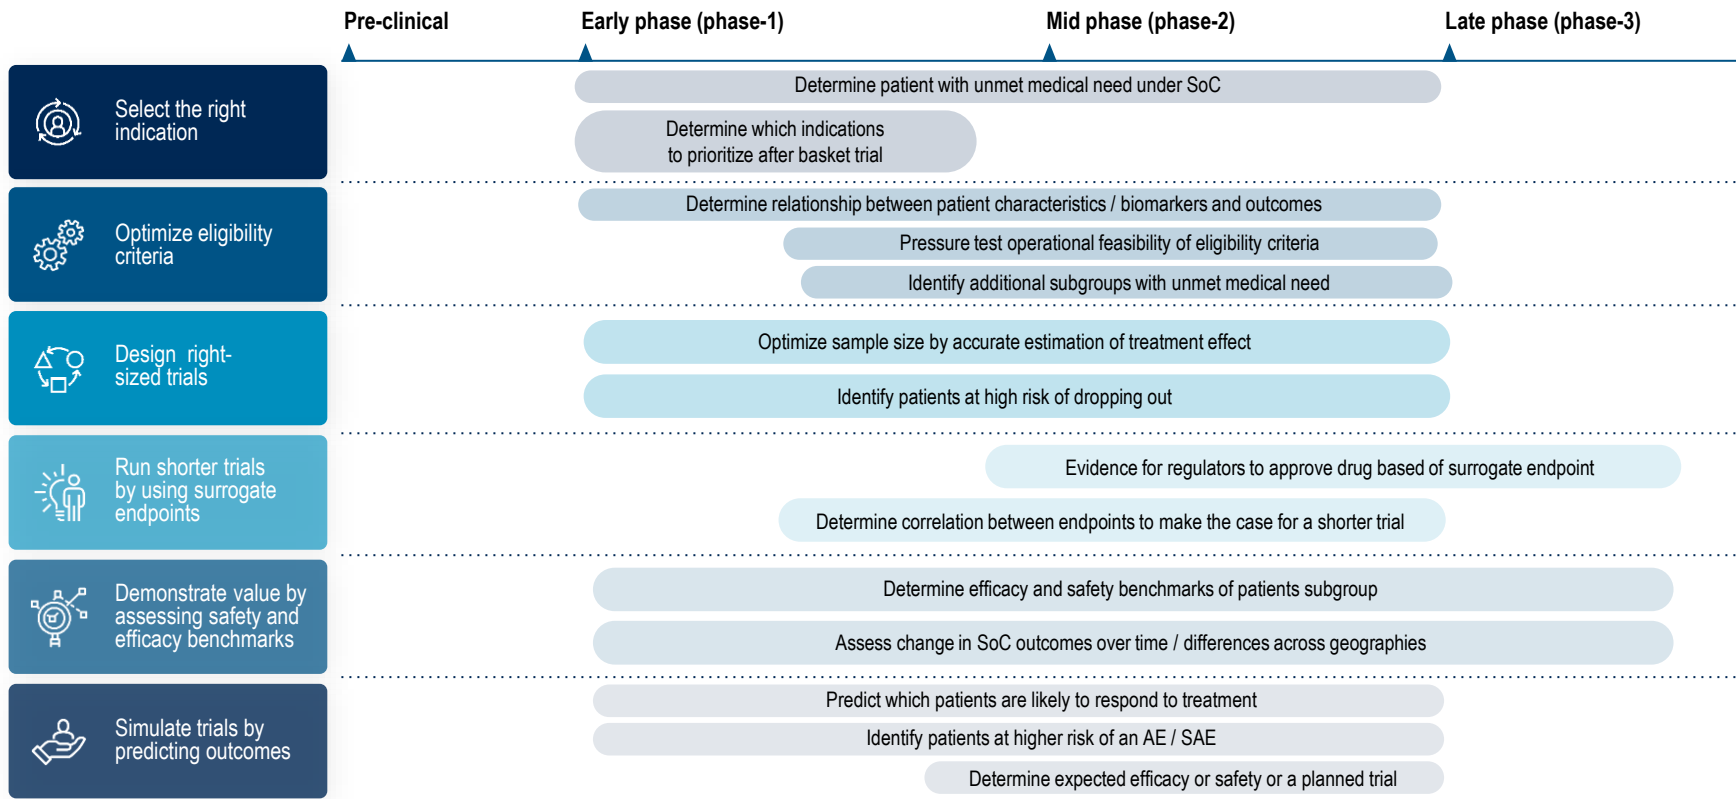 Pre-clinical
Early phase (phase-1)
Mid phase (phase-2)
Late phase (phase-3)
Select the right
indication
Determine patient with unmet medical need under SoC
Determine which indications
to prioritize after basket trial
Optimize eligibility
criteria
Determine relationship between patient characteristics / biomarkers and outcomes
Pressure test operational feasibility of eligibility criteria
Identify additional subgroups with unmet medical need
Design right-
sized trials
Optimize sample size by accurate estimation of treatment effect
Identify patients at high risk of dropping out
Run shorter trials
by using surrogate
endpoints
Evidence for regulators to approve drug based of surrogate endpoint
Determine correlation between endpoints to make the case for a shorter trial
Demonstrate value by
assessing safety and
efficacy benchmarks
Determine efficacy and safety benchmarks of patients subgroup
Assess change in SoC outcomes over time / differences across geographies
Simulate trials by
predicting outcomes
Predict which patients are likely to respond to treatment
Identify patients at higher risk of an AE / SAE
Determine expected efficacy or safety or a planned trial